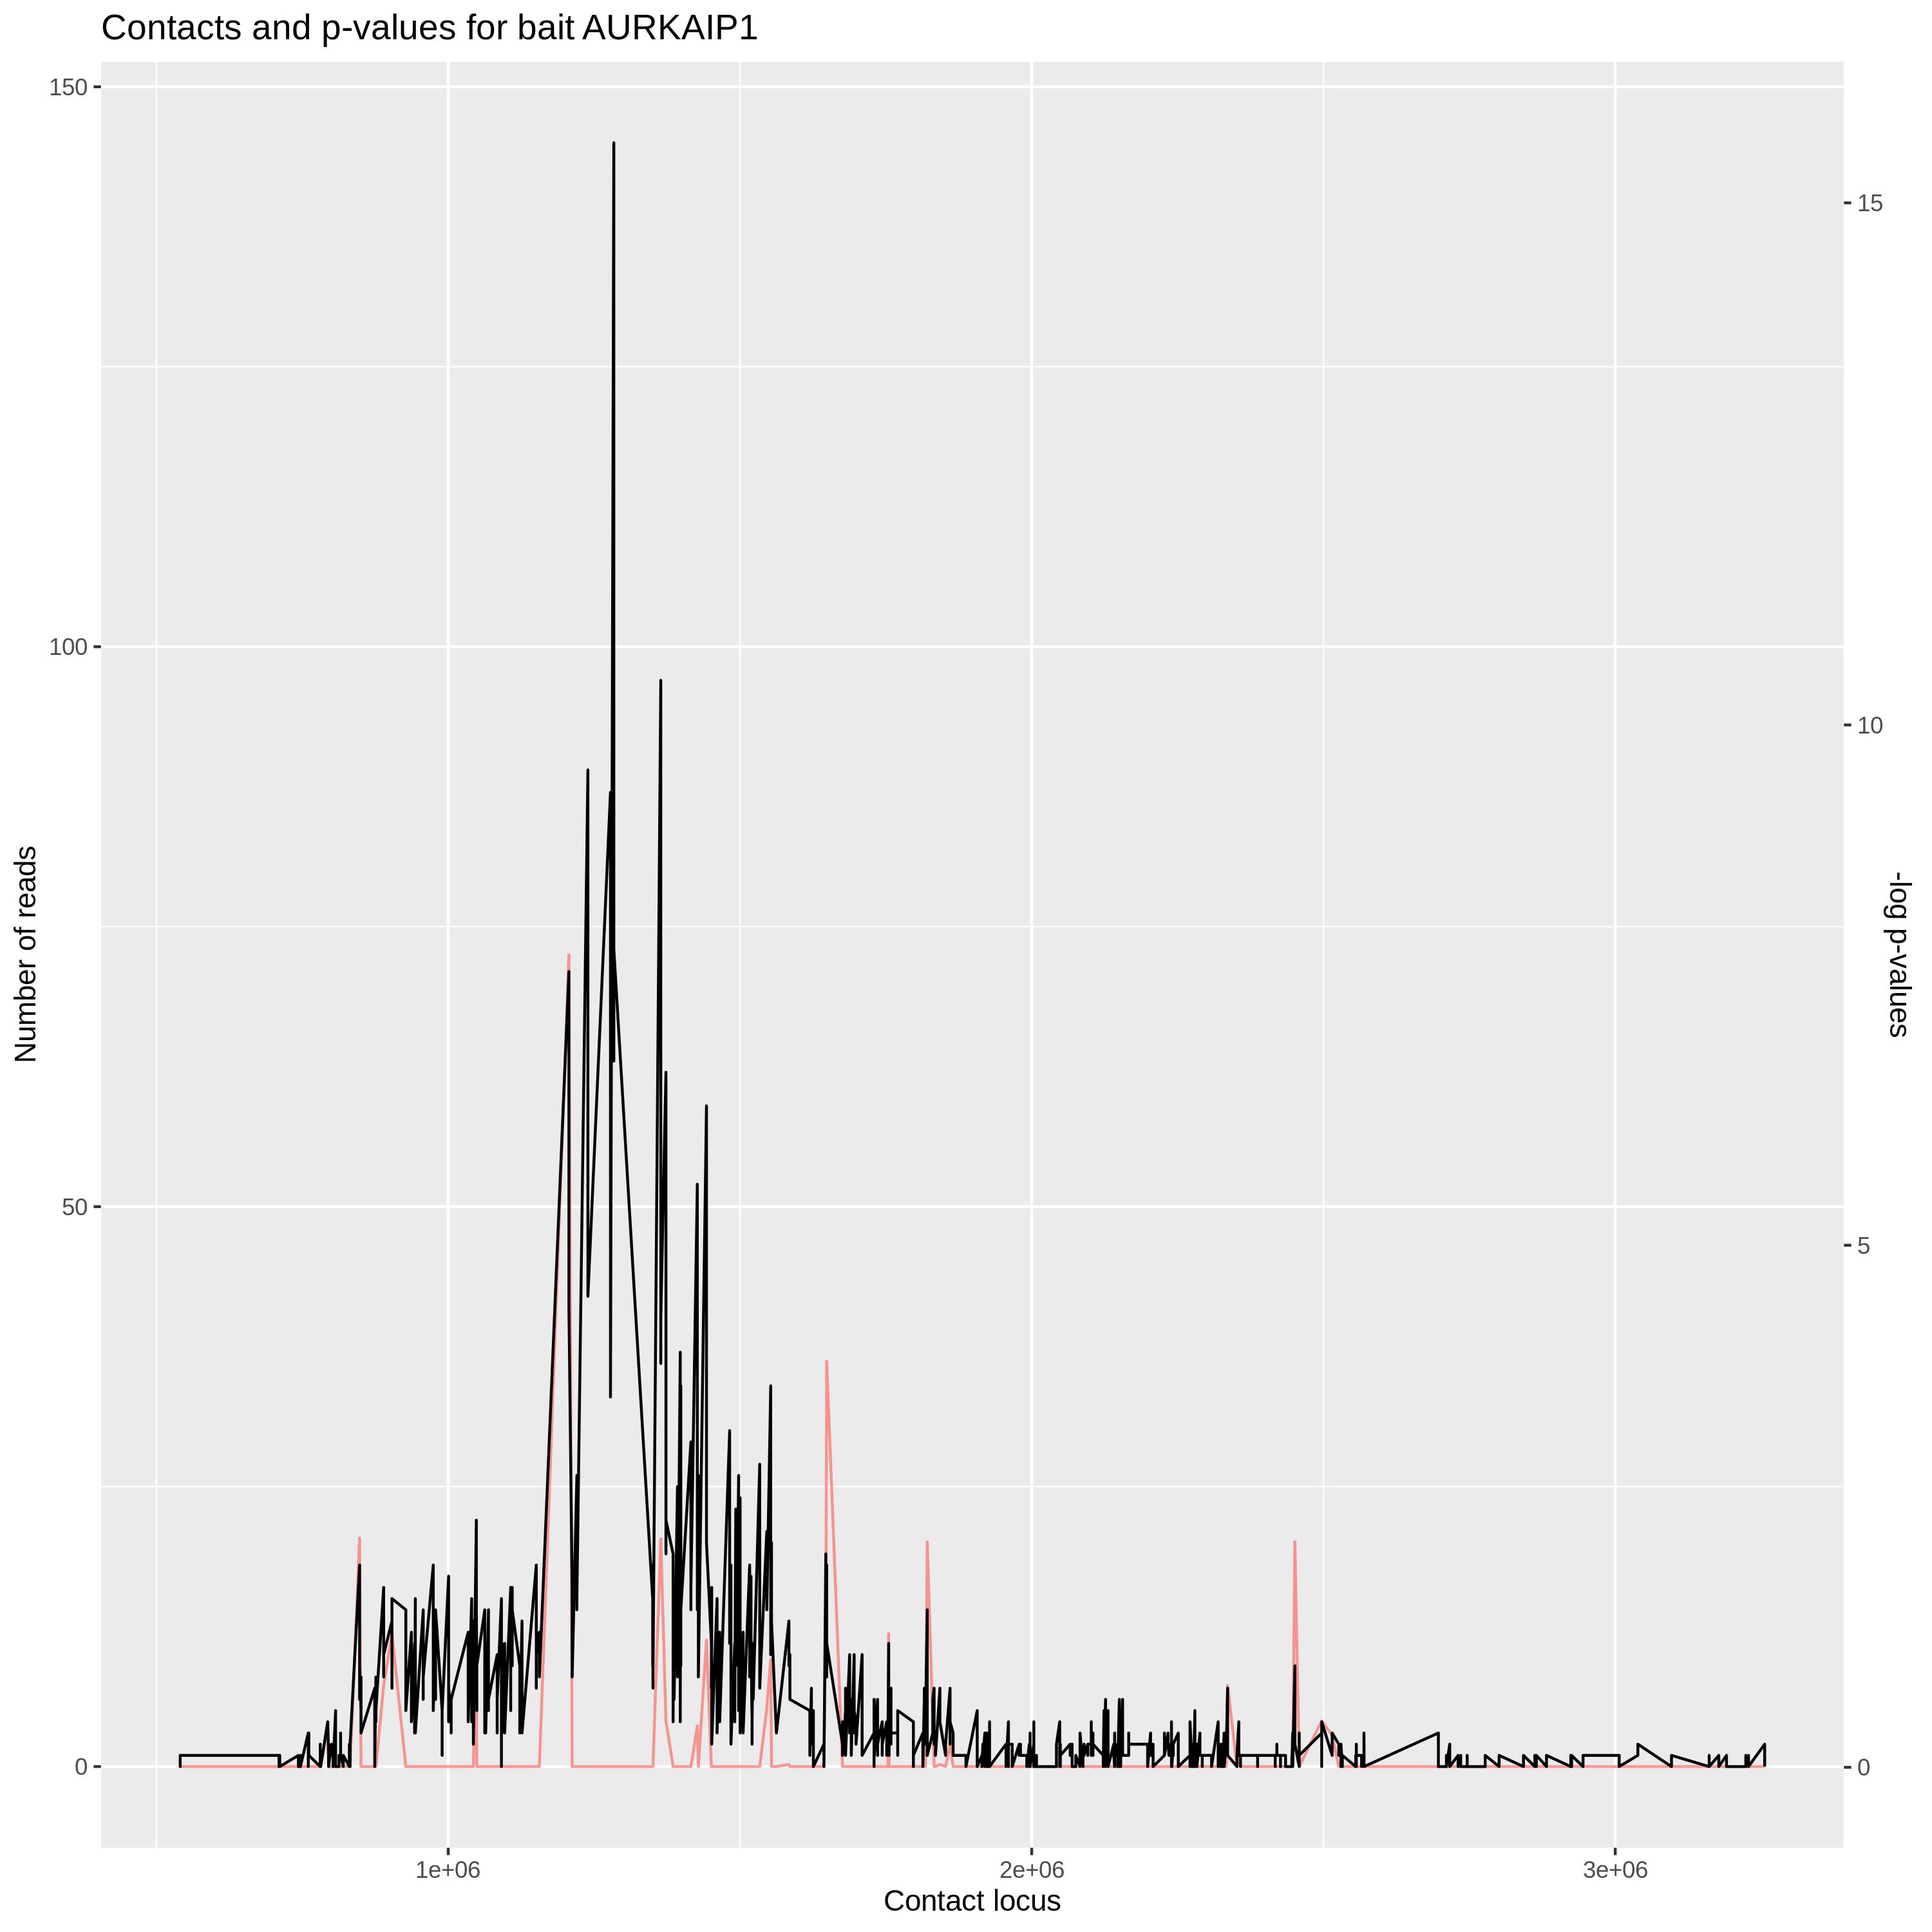 Contacts and p-values for bait AURKAIP1
150
100
50
0
Number of reads
15
10
5
0
-log p-values
1e+06
2e+06
3e+06
Contact locus